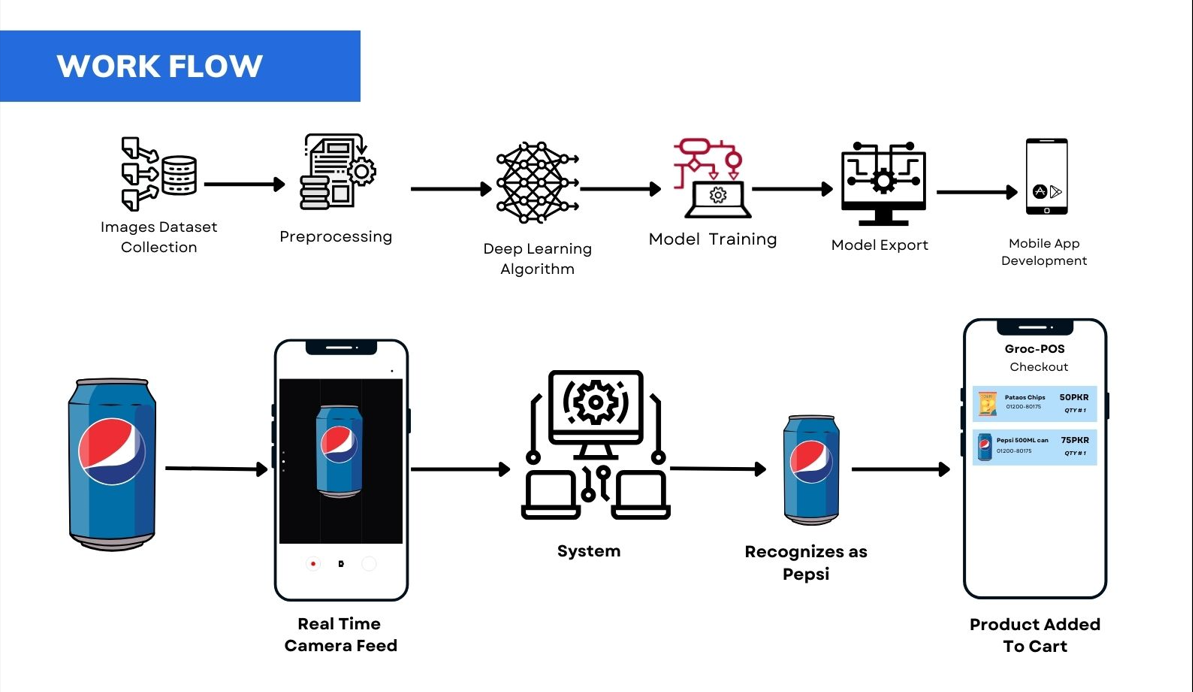 WORK FLOW
Images Dataset
Collection
Preprocessing
Deep Learning
Algorithm
Model Training
Model Export
Mobile App
Development
Real Time
Camera Feed
System
Recognizes as
Pepsi
Groc-POS
Checkout
Pataos Chips
50PKR
01200-80175
QTY # 1
Pepsi 500ML can
75PKR
01200-80175
QTY # 1
Product Added
To Cart